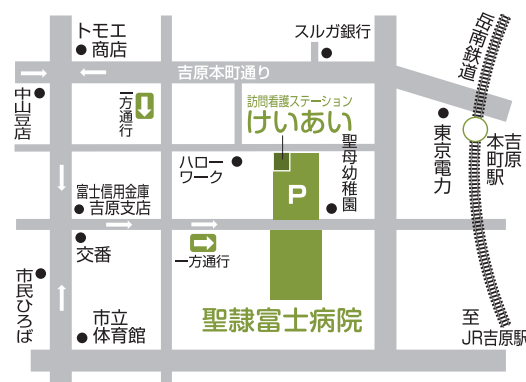 トモエ
商店
スルガ銀行
岳南鉄道
吉原本町通り
中山豆店
一方
通行
訪問看護ステーション
けいあい
東京電力
吉原
本町駅
ハロー
ワーク
聖母幼稚園
P
富士信用金庫
吉原支店
交番
一方通行
市民ひろば
市立
体育館
聖隷富士病院
至
JR吉原駅